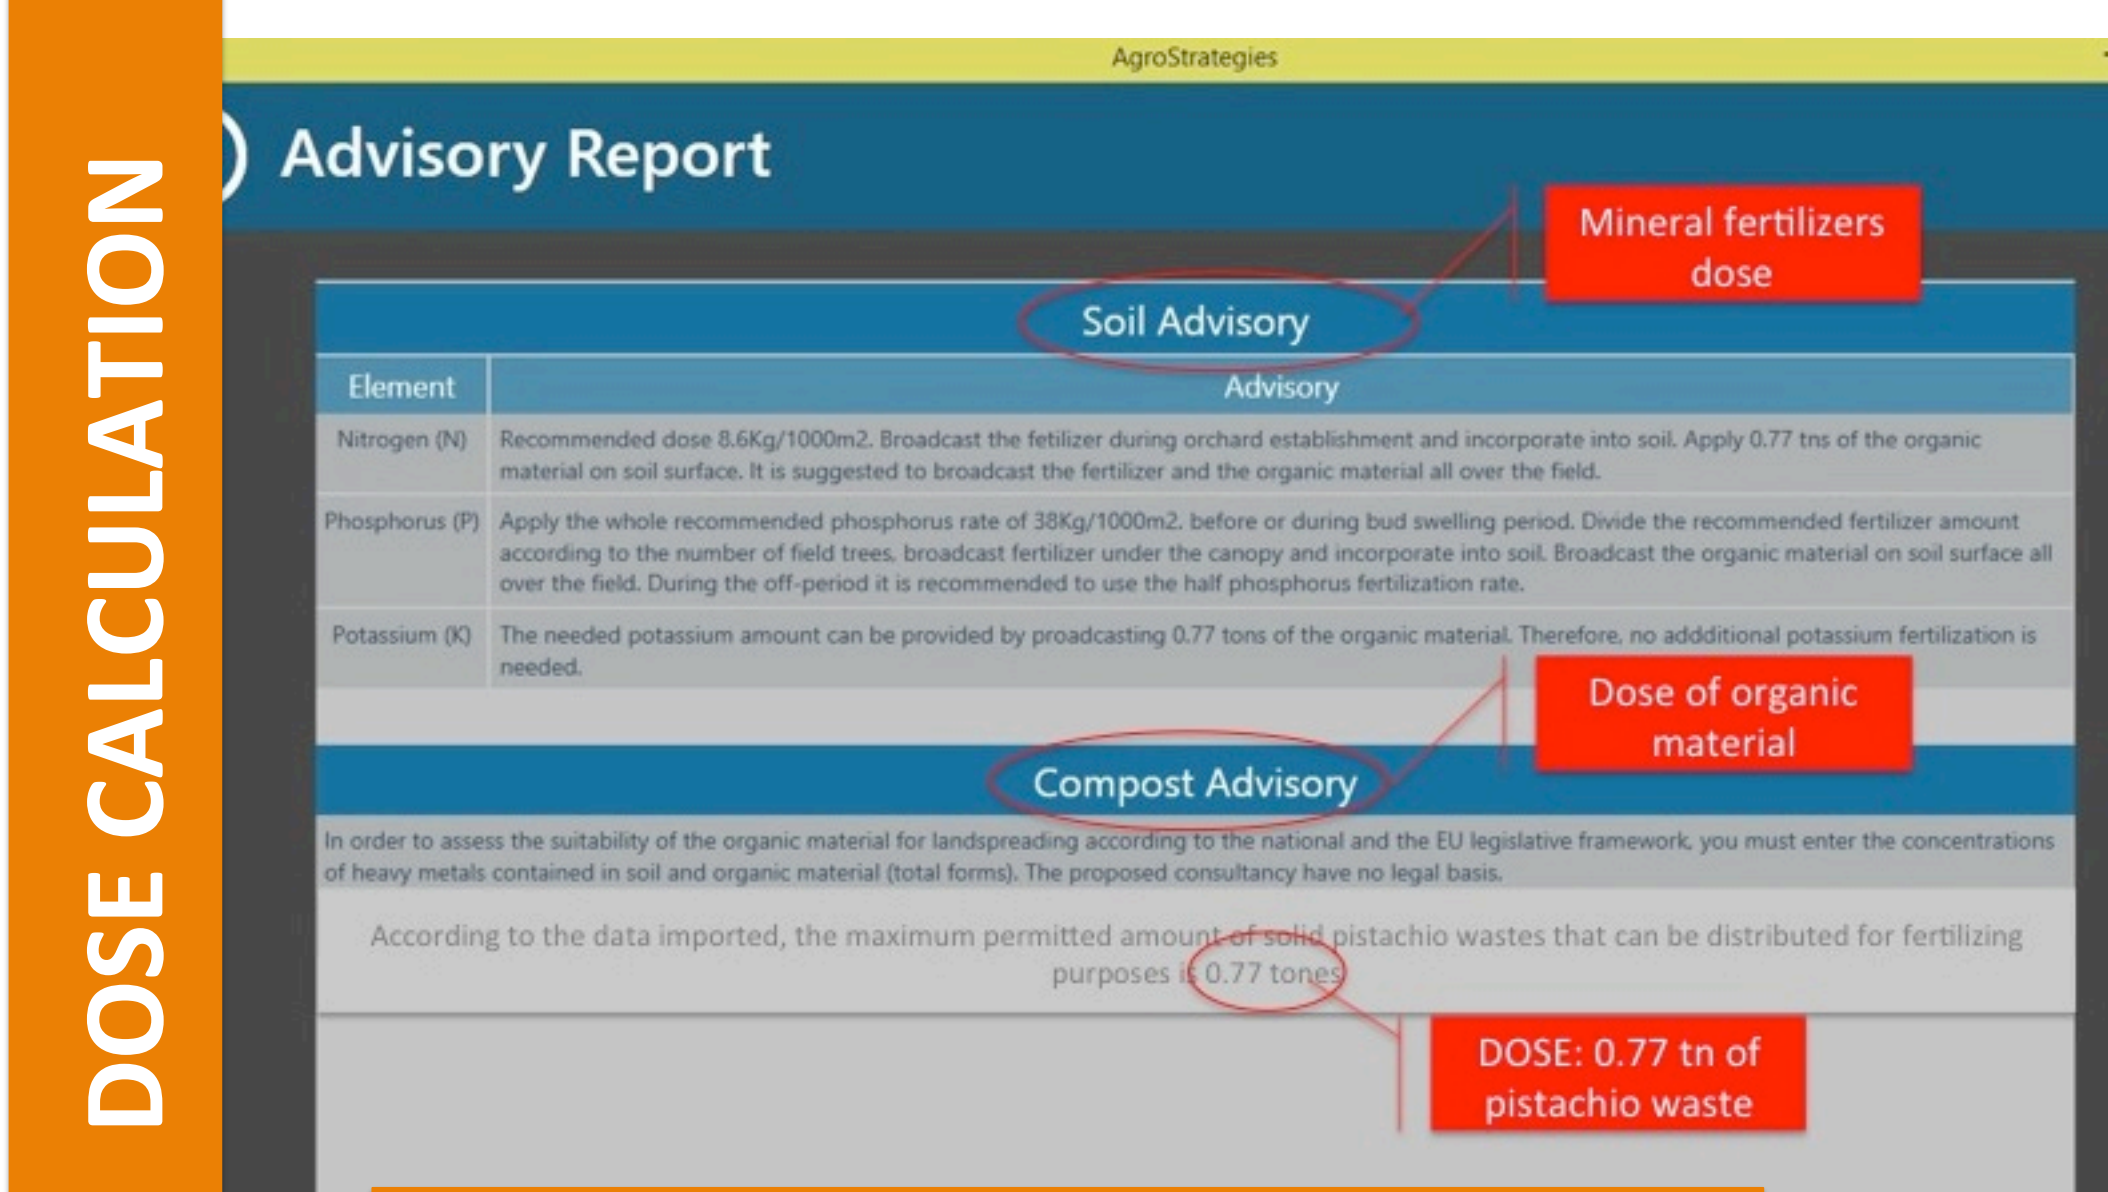 DOSE CALCULATION
AgroStrategies
Advisory Report
Mineral fertilizers
dose
Soil Advisory
Element Advisory
Nitrogen (N) Recommended dose 8.6Kg/1000m2. Broadcast the fetilizer during orchard establishment and incorporate into soil. Apply 0.77 tns of the organic
material on soil surface. It is suggested to broadcast the fertilizer and the organic material all over the field.
Phosphorus (P) Apply the whole recommended phosphorus rate of 38Kg/1000m2. before or during bud swelling period. Divide the recommended fertilizer amount
according to the number of field trees, broadcast fertilizer under the canopy and incorporate into soil. Broadcast the organic material on soil surface all
over the field. During the off-period it is recommended to use the half phosphorus fertilization rate.
Potassium (K) The needed potassium amount can be provided by proadcasting 0.77 tons of the organic material. Therefore, no addditional potassium fertilization is
needed.
Dose of organic
material
Compost Advisory
In order to assess the suitability of the organic material for landspreading according to the national and the EU legislative framework, you must enter the concentrations
of heavy metals contained in soil and organic material (total forms). The proposed consultancy have no legal basis.
According to the data imported, the maximum permitted amount of solid pistachio wastes that can be distributed for fertilizing
purposes is 0.77 tones
DOSE: 0.77 tn of
pistachio waste